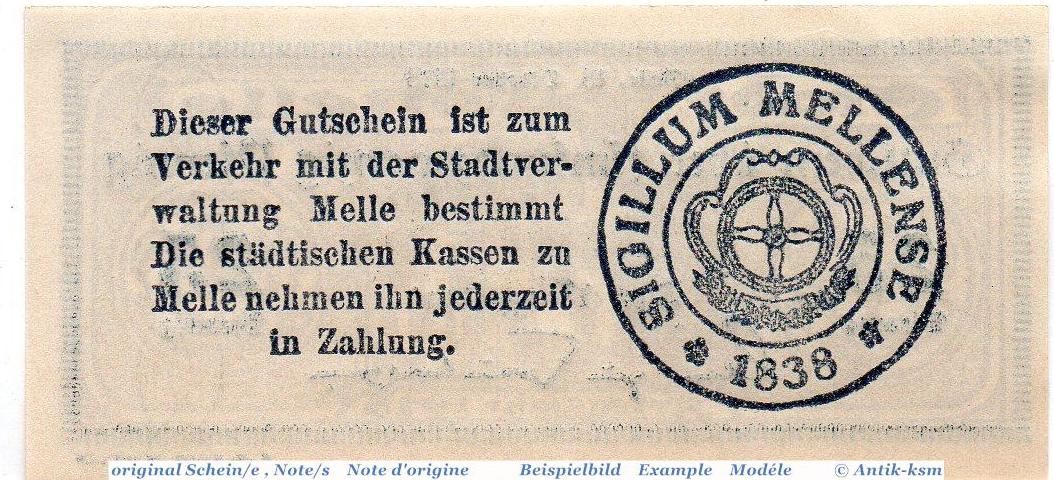 Dieser Gutschein ist zum
Verkehr mit der Stadtver-
waltung Melle bestimmt
Die städtischen Kassen zu
Melle nehmen ihn jederzeit
in Zahlung.
SIGILLUM MELLENSE
1838
original Schein/e , Note/s Note d'origine Beispielbild Example Modéle © Antik-ksm